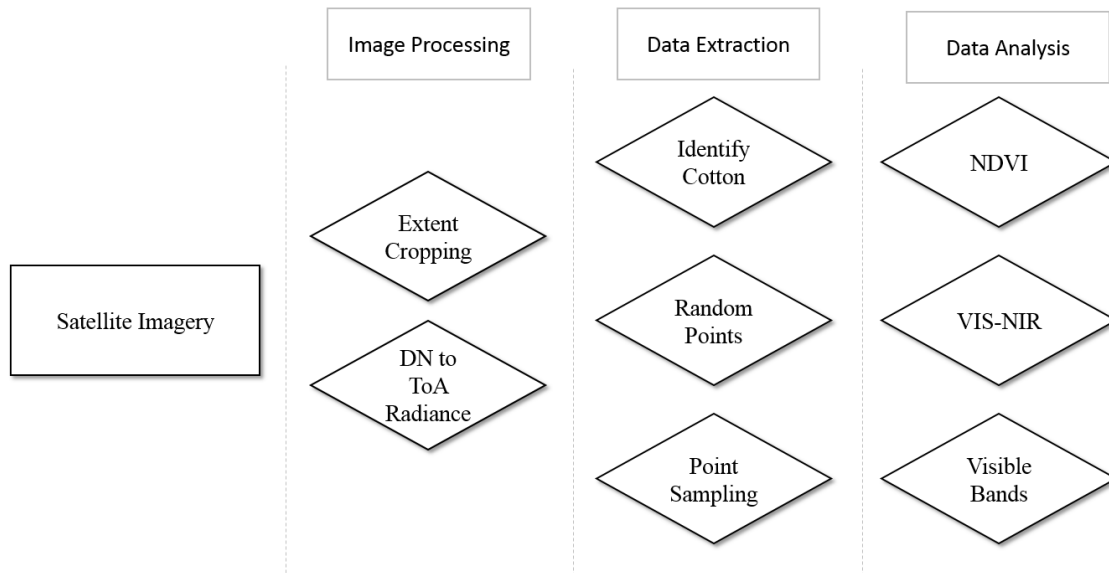 Image Processing
Data Extraction
Data Analysis
Satellite Imagery
Extent
Cropping
DN to
ToA
Radiance
Identify
Cotton
Random
Points
Point
Sampling
NDVI
VIS-NIR
Visible
Bands